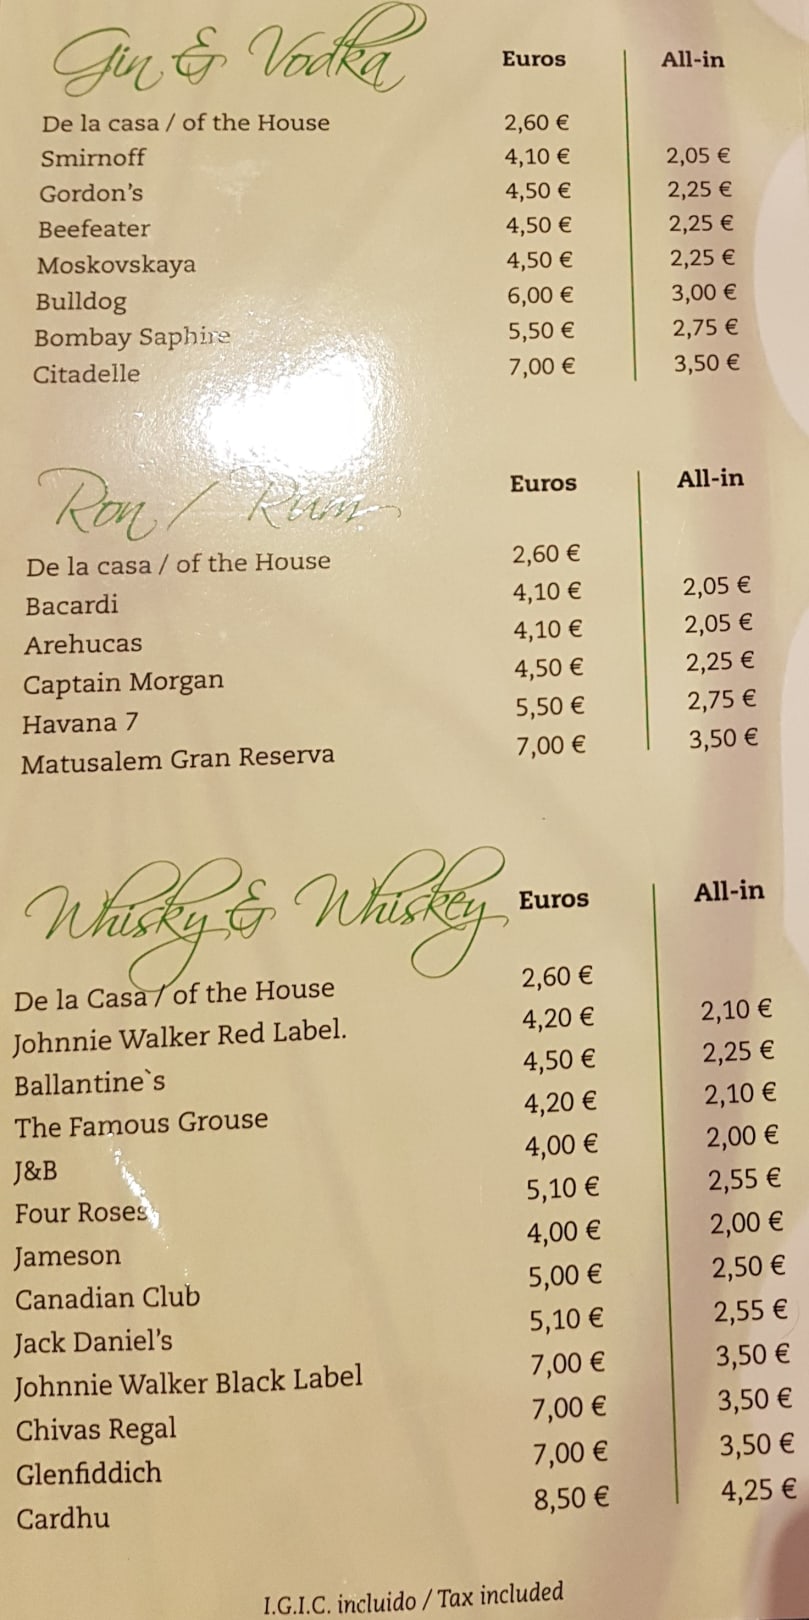 Gin & Vodka Euros All-in
De la casa / of the House 2,60 €
Smirnoff 4,10 € 2,05 €
Gordon's 4,50 € 2,25 €
Beefeater 4,50 € 2,25 €
Moskovskaya 4,50 € 2,25 €
Bulldog 6,00 € 3,00 €
Bombay Saphire 5,50 € 2,75 €
Citadelle 7,00 € 3,50 €
Ron / Rum Euros All-in
De la casa / of the House 2,60 €
Bacardi 4,10 € 2,05 €
Arehucas 4,10 € 2,05 €
Captain Morgan 4,50 € 2,25 €
Havana 7 5,50 € 2,75 €
Matusalem Gran Reserva 7,00 € 3,50 €
Whisky & Whiskey Euros All-in
De la Casa / of the House 2,60 €
Johnnie Walker Red Label. 4,20 € 2,10 €
Ballantine`s 4,50 € 2,25 €
The Famous Grouse 4,20 € 2,10 €
J&B 4,00 € 2,00 €
Four Roses 5,10 € 2,55 €
Jameson 4,00 € 2,00 €
Canadian Club 5,00 € 2,50 €
Jack Daniel's 5,10 € 2,55 €
Johnnie Walker Black Label 7,00 € 3,50 €
Chivas Regal 7,00 € 3,50 €
Glenfiddich 7,00 € 3,50 €
Cardhu 8,50 € 4,25 €
I.G.I.C. incluido / Tax included